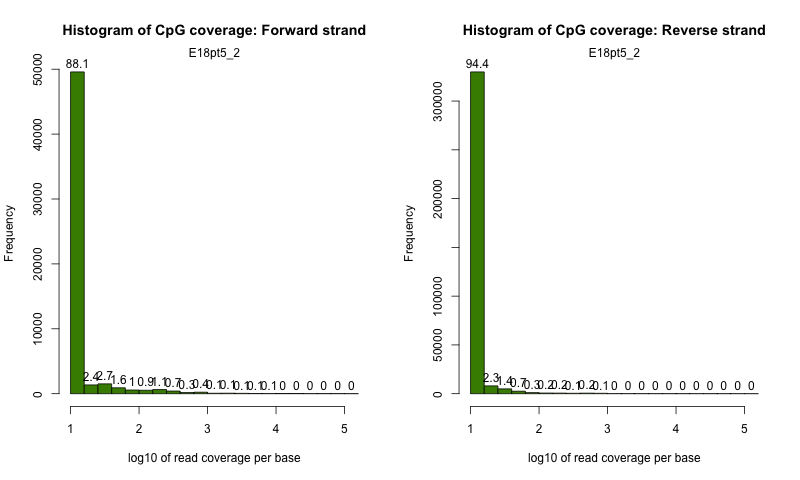 Histogram of CpG coverage: Forward strand
E18pt5_2
Frequency
0 10000 20000 30000 40000 50000
88.1 2.4 2.7 1.6 1 0.9 1.1 0.7 0.3 0.4 0.1 0.1 0.1 0.1 0.1 0 0 0 0 0 0
1 2 3 4 5
log10 of read coverage per base
Histogram of CpG coverage: Reverse strand
E18pt5_2
Frequency
0 50000 100000 200000 300000
94.4 2.3 1.4 0.7 0.3 0.2 0.2 0.1 0.2 0.1 0 0 0 0 0 0 0 0 0 0 0
1 2 3 4 5
log10 of read coverage per base